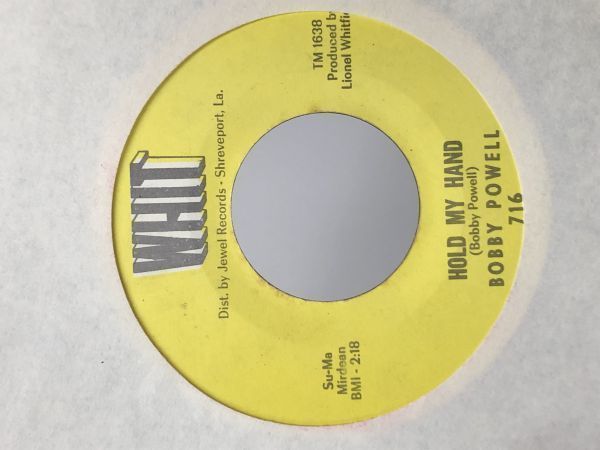 WHIT
Dist. by Jewel Records - Shreveport, La.
Su-Ma
Mirdean
BMI - 2:18
TM 1638
Produced by
Lionel Whitfie
HOLD MY HAND
(Bobby Powell)
BOBBY POWELL
716